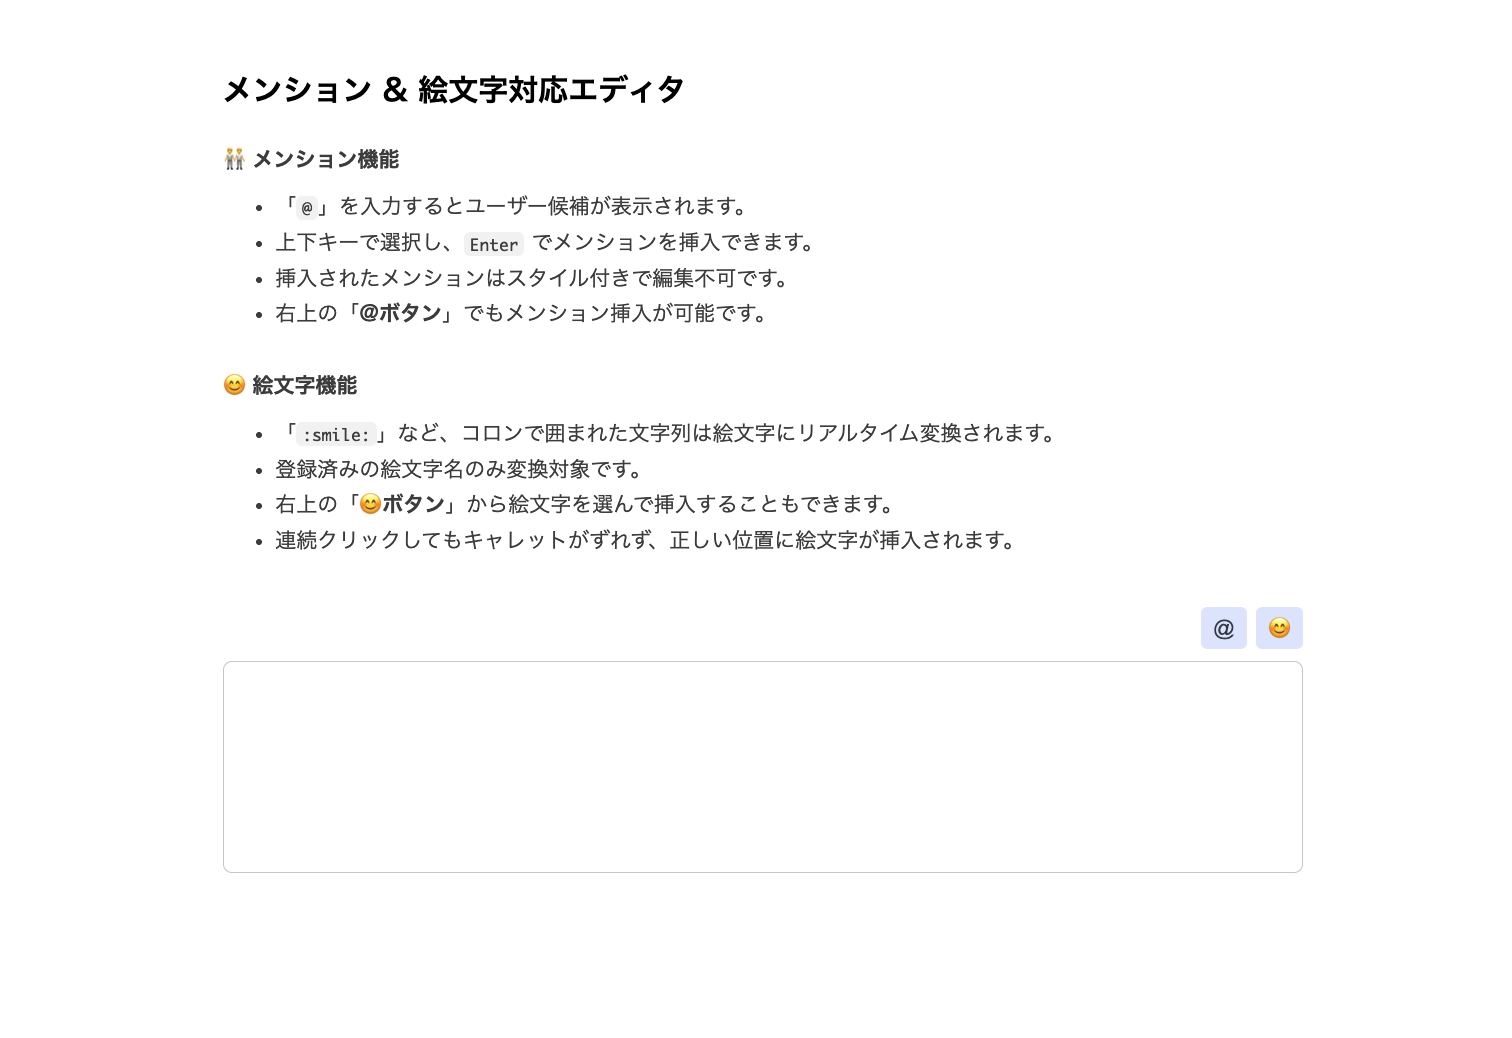 メンション & 絵文字対応エディタ
👬 メンション機能
• 「@」を入力するとユーザー候補が表示されます。
• 上下キーで選択し、Enter でメンションを挿入できます。
• 挿入されたメンションはスタイル付きで編集不可です。
• 右上の「@ボタン」でもメンション挿入が可能です。
😊 絵文字機能
• 「:smile:」など、コロンで囲まれた文字列は絵文字にリアルタイム変換されます。
• 登録済みの絵文字名のみ変換対象です。
• 右上の「😊ボタン」から絵文字を選んで挿入することもできます。
• 連続クリックしてもキャレットがずれず、正しい位置に絵文字が挿入されます。
@ 😊